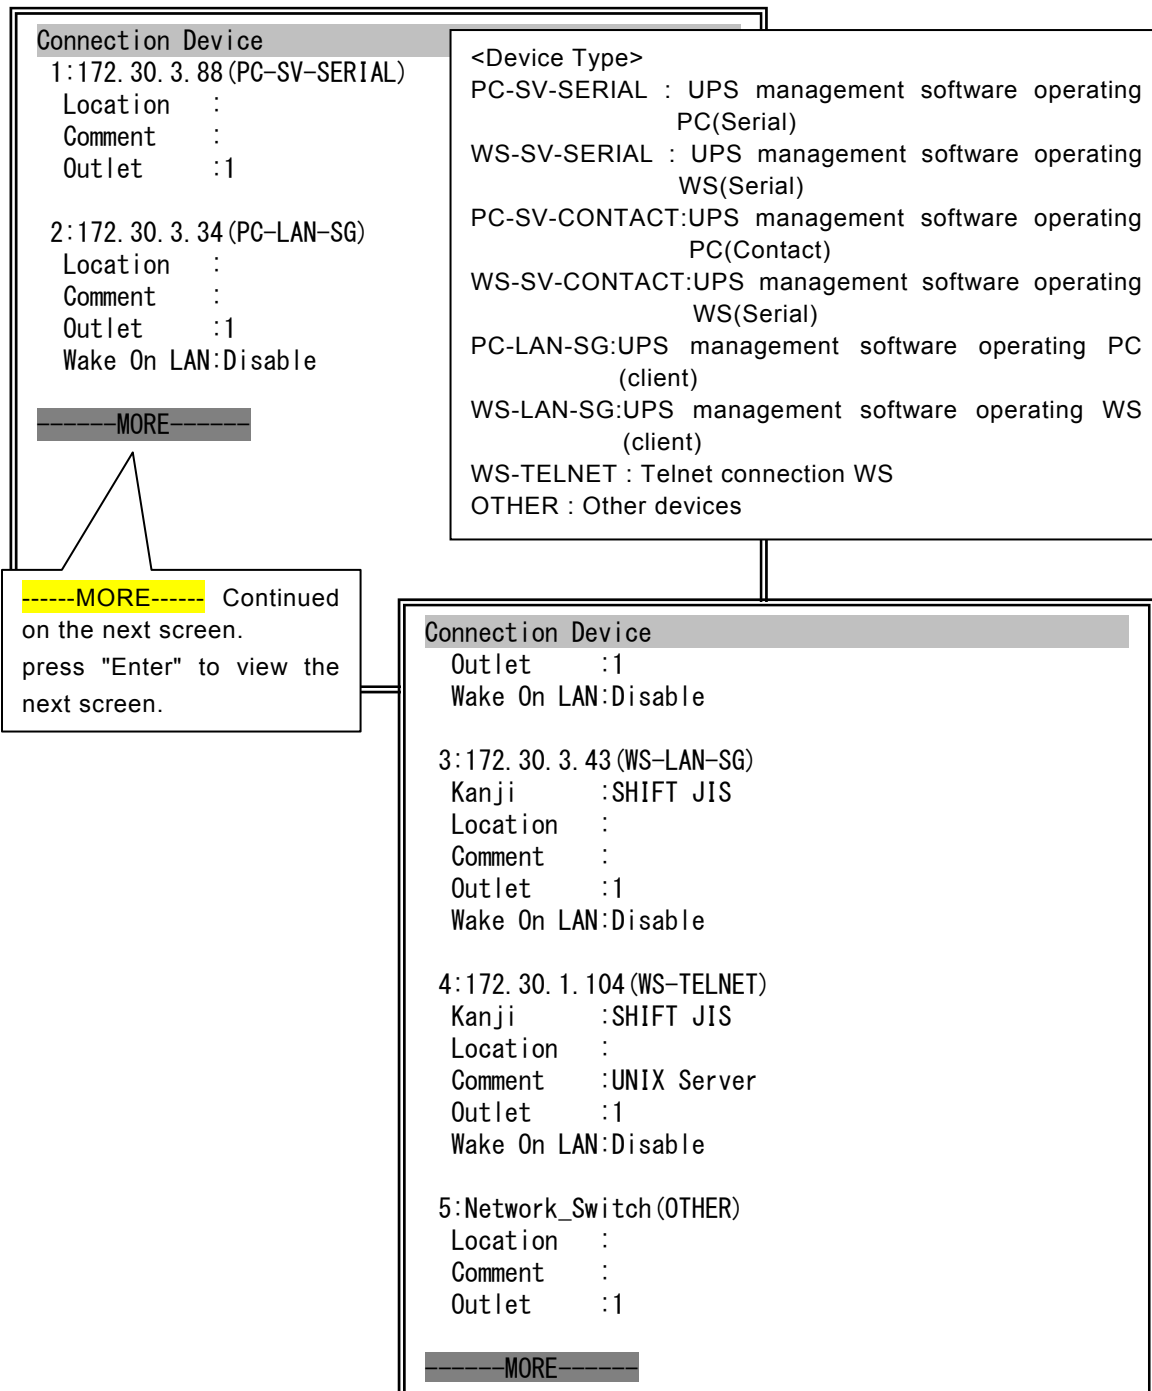 Connection Device
1:172.30.3.88(PC-SV-SERIAL)
Location :
Comment :
Outlet :1
2:172.30.3.34(PC-LAN-SG)
Location :
Comment :
Outlet :1
Wake On LAN:Disable
------MORE------
<Device Type>
PC-SV-SERIAL : UPS management software operating
PC(Serial)
WS-SV-SERIAL : UPS management software operating
WS(Serial)
PC-SV-CONTACT:UPS management software operating
PC(Contact)
WS-SV-CONTACT:UPS management software operating
WS(Serial)
PC-LAN-SG:UPS management software operating PC
(client)
WS-LAN-SG:UPS management software operating WS
(client)
WS-TELNET : Telnet connection WS
OTHER : Other devices
------MORE------ Continued
on the next screen.
press "Enter" to view the
next screen.
Connection Device
Outlet :1
Wake On LAN:Disable
3:172.30.3.43(WS-LAN-SG)
Kanji :SHIFT JIS
Location :
Comment :
Outlet :1
Wake On LAN:Disable
4:172.30.1.104(WS-TELNET)
Kanji :SHIFT JIS
Location :
Comment :UNIX Server
Outlet :1
Wake On LAN:Disable
5:Network_Switch(OTHER)
Location :
Comment :
Outlet :1
------MORE------